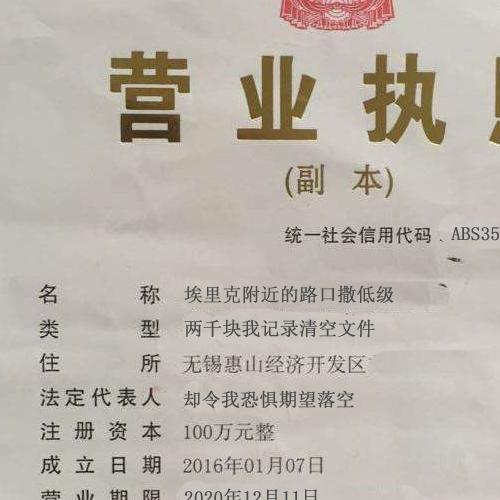 营业执
(副 本)
统一社会信用代码 . ABS35
名 称 埃里克附近的路口撒低级
类 型 两千块我记录清空文件
住 所 无锡惠山经济开发区
法定代表人 却令我恐惧期望落空
注册资本 100万元整
成立日期 2016年01月07日
营业期限 2020年12月11日